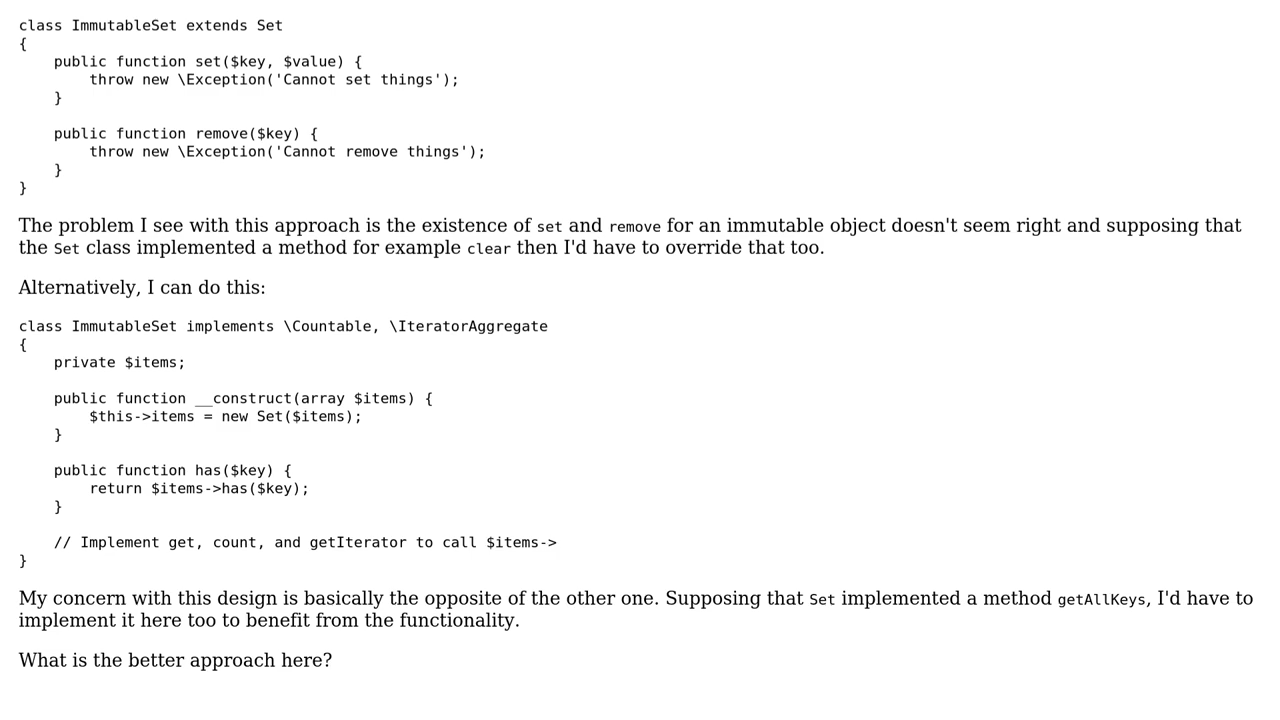 class ImmutableSet extends Set
{
    public function set($key, $value) {
        throw new \Exception('Cannot set things');
    }

    public function remove($key) {
        throw new \Exception('Cannot remove things');
    }
}
The problem I see with this approach is the existence of set and remove for an immutable object doesn't seem right and supposing that
the Set class implemented a method for example clear then I'd have to override that too.
Alternatively, I can do this:
class ImmutableSet implements \Countable, \IteratorAggregate
{
    private $items;

    public function __construct(array $items) {
        $this->items = new Set($items);
    }

    public function has($key) {
        return $items->has($key);
    }

    // Implement get, count, and getIterator to call $items->
}
My concern with this design is basically the opposite of the other one. Supposing that Set implemented a method getAllKeys, I'd have to
implement it here too to benefit from the functionality.
What is the better approach here?